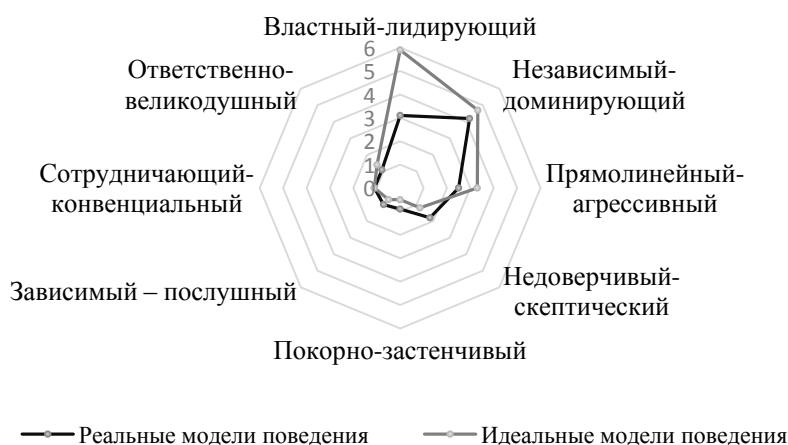 Властный-лидирующий
6
5
4
3
2
1
0
Независимый-
доминирующий
Прямолинейный-
агрессивный
Недоверчивый-
скептический
Покорно-застенчивый
Зависимый – послушный
Сотрудничающий-
конвенциальный
Ответственно-
великодушный
Реальные модели поведения
Идеальные модели поведения